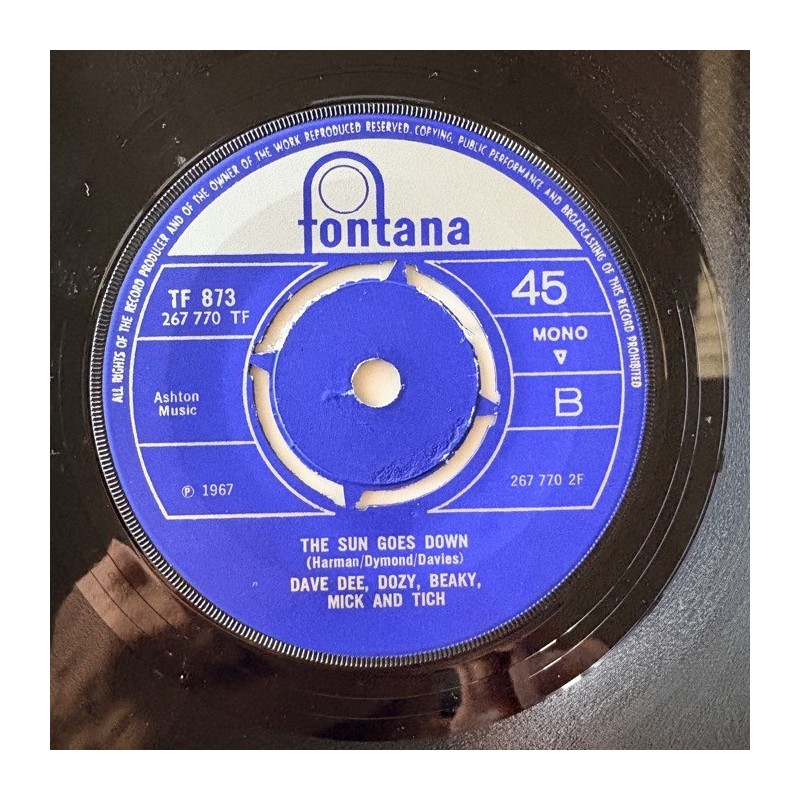 ALL RIGHTS OF THE RECORD PRODUCER AND OF THE OWNER OF THE WORK REPRODUCED RESERVED. COPYING, PUBLIC PERFORMANCE AND BROADCASTING OF THIS RECORD PROHIBITED
fontana
TF 873
267 770 TF
45
MONO
Ashton
Music
B
℗ 1967
267 770 2F
THE SUN GOES DOWN
(Harman/Dymond/Davies)
DAVE DEE, DOZY, BEAKY,
MICK AND TICH